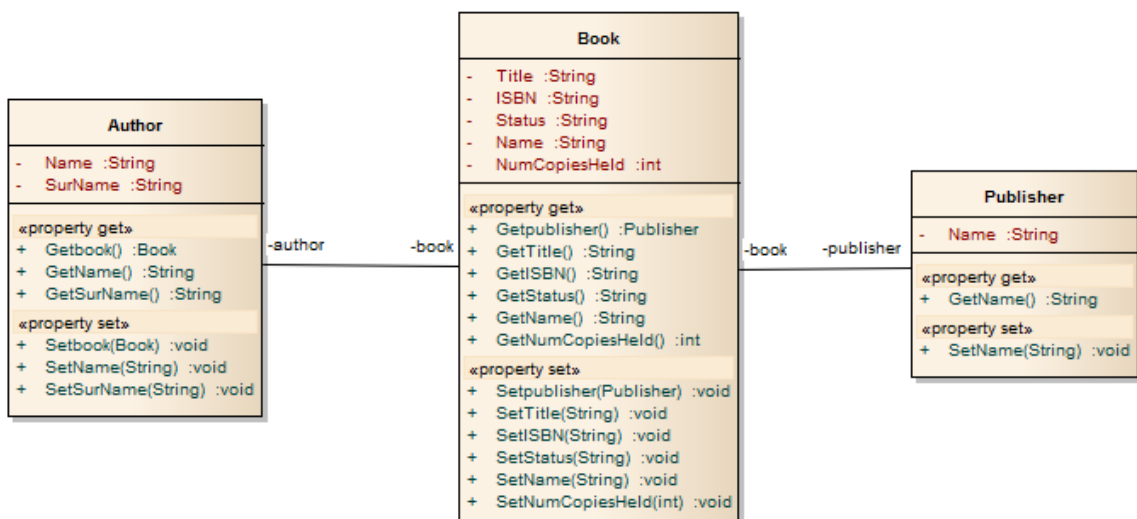 Author
- Name :String
- SurName :String
«property get»
+ Getbook() :Book
+ GetName() :String
+ GetSurName() :String
«property set»
+ Setbook(Book) :void
+ SetName(String) :void
+ SetSurName(String) :void
-author
-book
Book
- Title :String
- ISBN :String
- Status :String
- Name :String
- NumCopiesHeld :int
«property get»
+ Getpublisher() :Publisher
+ GetTitle() :String
+ GetISBN() :String
+ GetStatus() :String
+ GetName() :String
+ GetNumCopiesHeld() :int
«property set»
+ Setpublisher(Publisher) :void
+ SetTitle(String) :void
+ SetISBN(String) :void
+ SetStatus(String) :void
+ SetName(String) :void
+ SetNumCopiesHeld(int) :void
-book
-publisher
Publisher
- Name :String
«property get»
+ GetName() :String
«property set»
+ SetName(String) :void